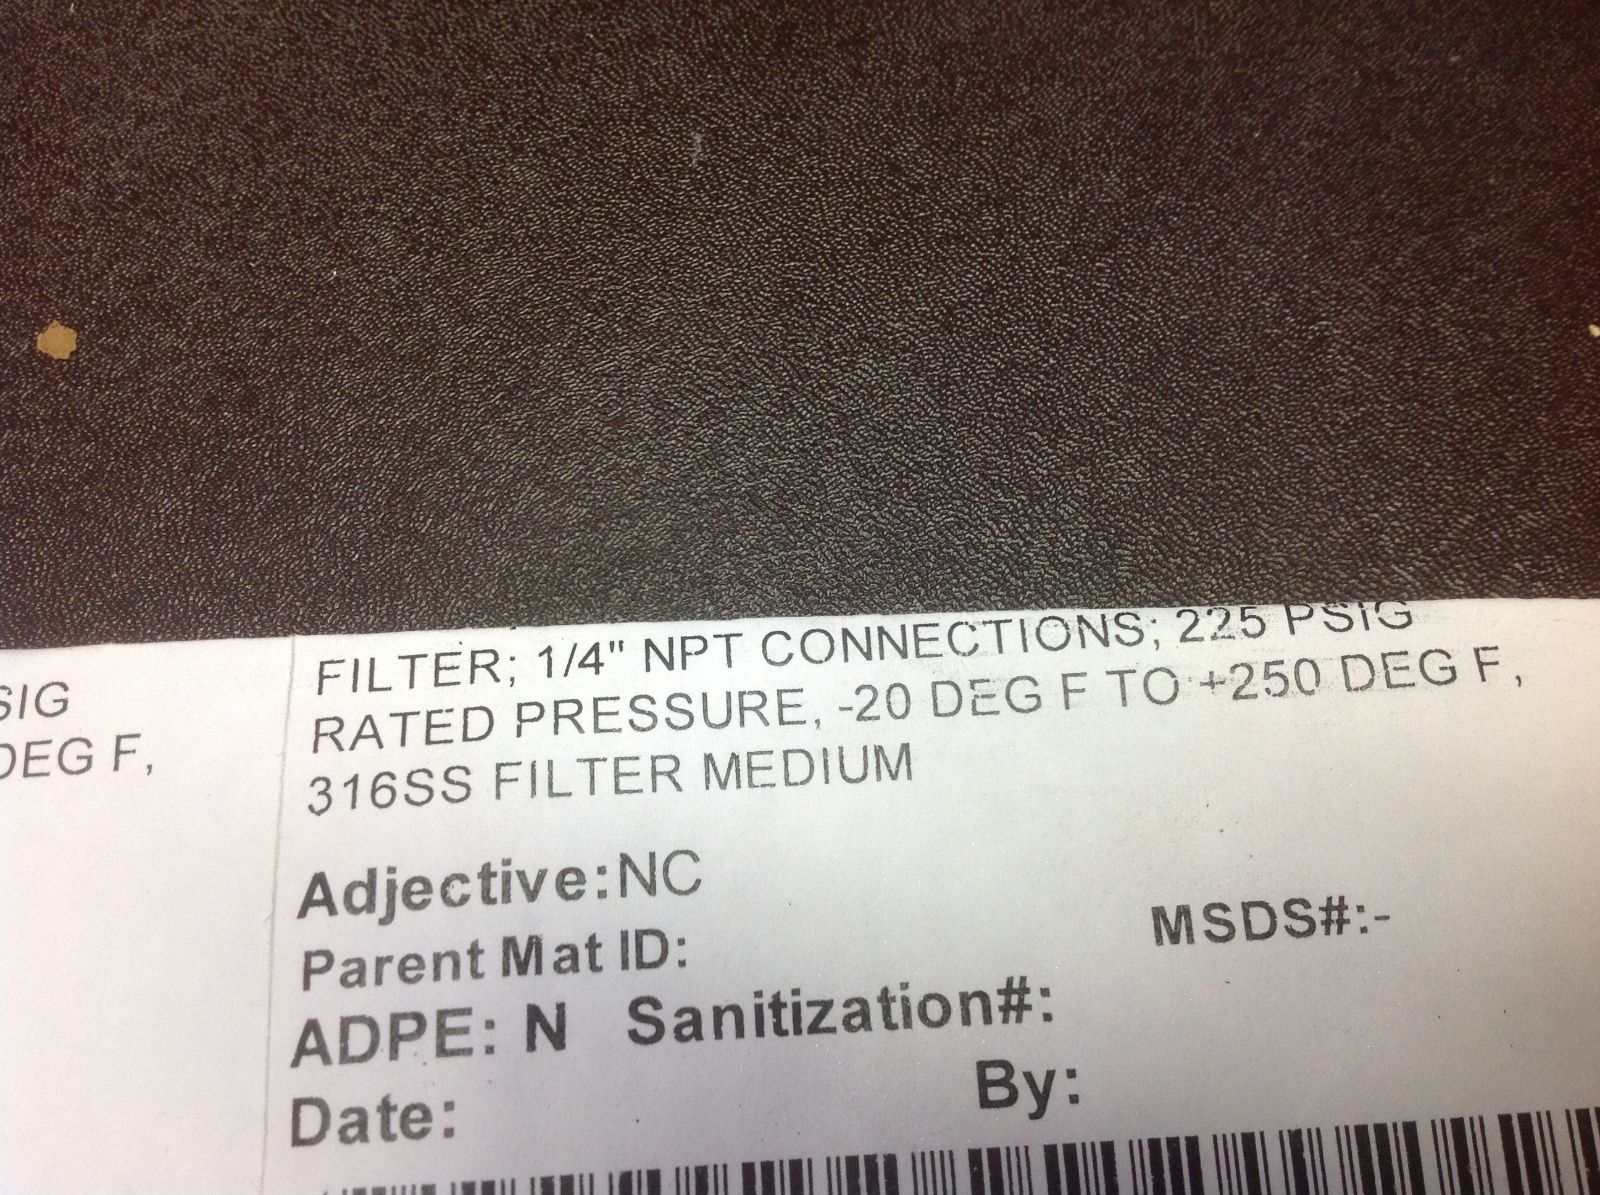 FILTER; 1/4" NPT CONNECTIONS; 225 PSIG
RATED PRESSURE, -20 DEG F TO +250 DEG F,
316SS FILTER MEDIUM
SIG
DEG F,
Adjective:NC
Parent Mat ID:
MSDS#:-
ADPE: N Sanitization#:
Date:
By: